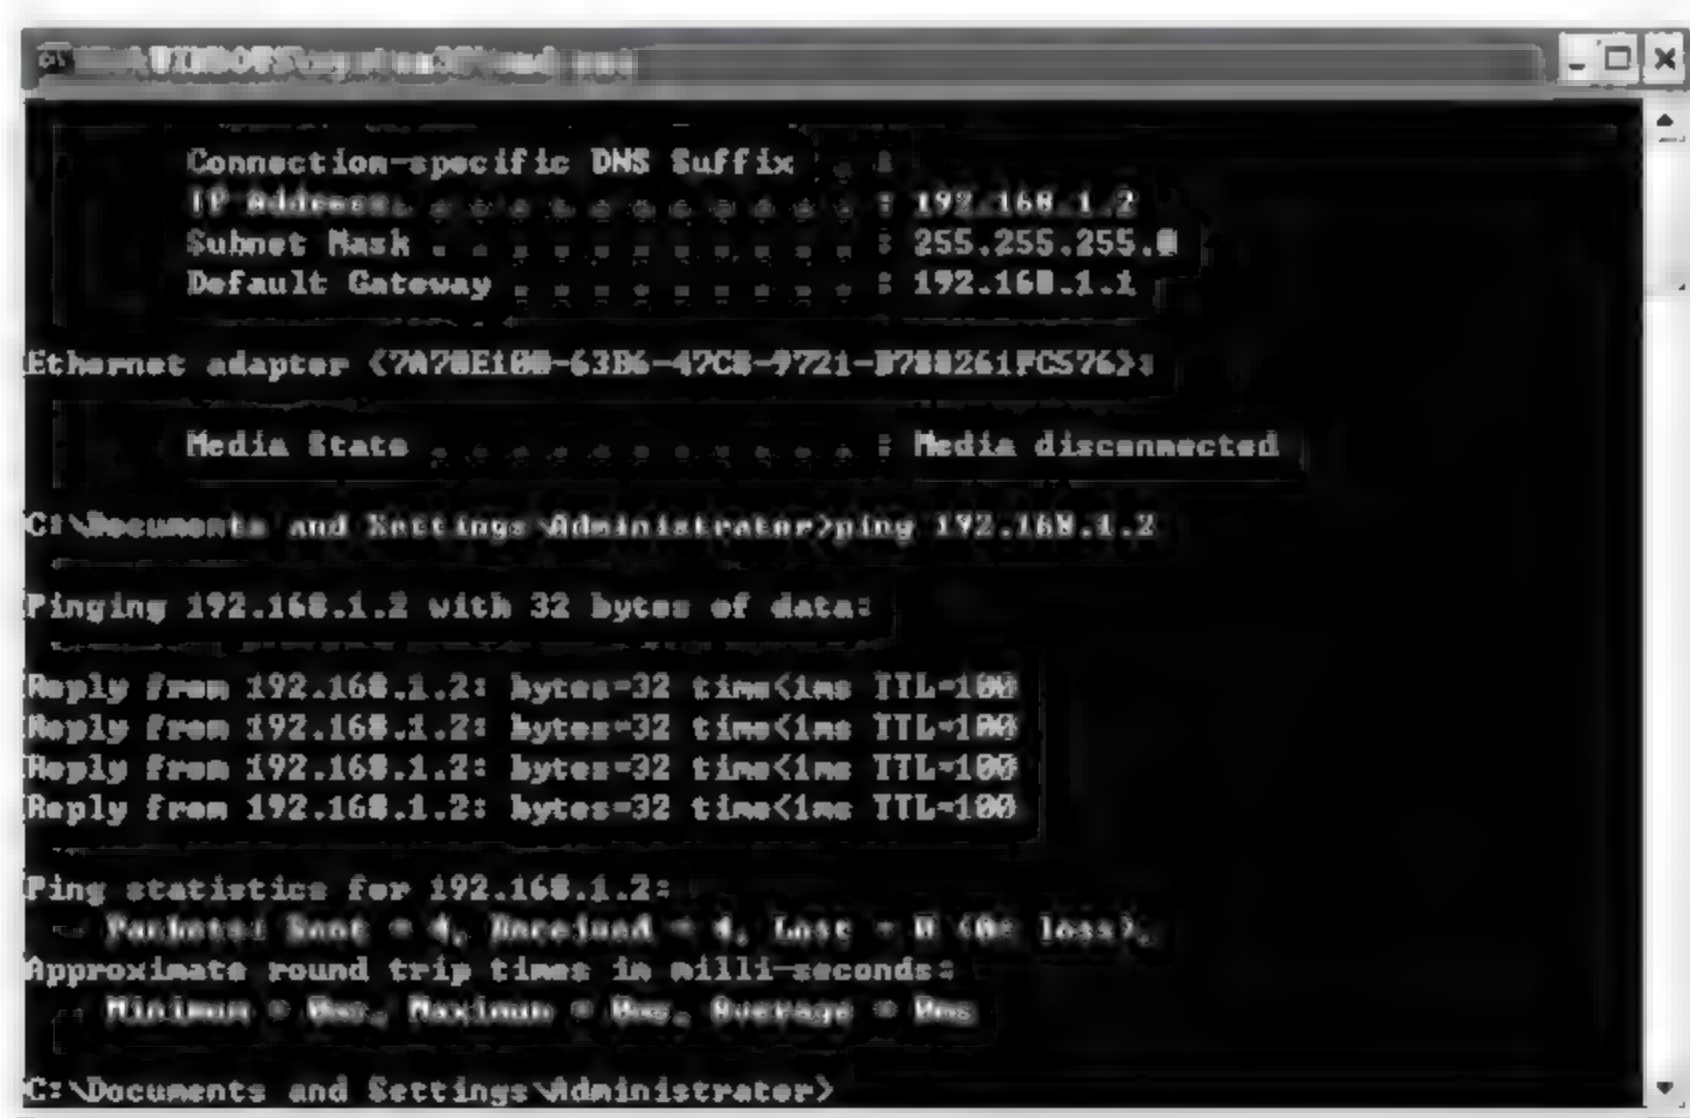 Connection-specific DNS Suffix . :
IP Address. . . . . . . . . . . . : 192.168.1.2
Subnet Mask . . . . . . . . . . . : 255.255.255.0
Default Gateway . . . . . . . . . : 192.168.1.1
Ethernet adapter
Media State . . . . . . . . . . . : Media disconnected
C:\Documents and Settings\Administrator>ping 192.168.1.2
Pinging 192.168.1.2 with 32 bytes of data:
Reply from 192.168.1.2: bytes=32 time<1ms TTL=100
Reply from 192.168.1.2: bytes=32 time<1ms TTL=100
Reply from 192.168.1.2: bytes=32 time<1ms TTL=100
Reply from 192.168.1.2: bytes=32 time<1ms TTL=100
Ping statistics for 192.168.1.2:
Packets: Sent = 4, Received = 4, Lost = 0 (0% loss),
Approximate round trip times in milli-seconds:
Minimum = 0ms, Maximum = 0ms, Average = 0ms
C:\Documents and Settings\Administrator>